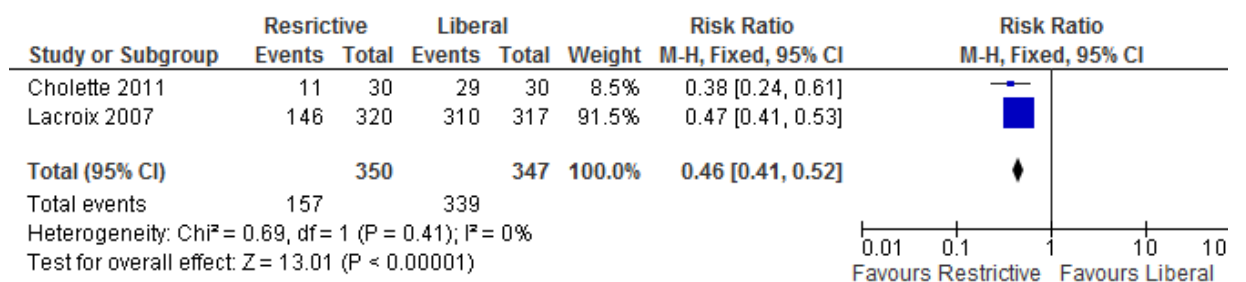 Resrictive Liberal Risk Ratio Risk Ratio
Study or Subgroup Events Total Events Total Weight M-H, Fixed, 95% CI M-H, Fixed, 95% CI
Cholette 2011 11 30 29 30 8.5% 0.38 [0.24, 0.61]
Lacroix 2007 146 320 310 317 91.5% 0.47 [0.41, 0.53]
Total (95% CI) 350 347 100.0% 0.46 [0.41, 0.52]
Total events 157 339
Heterogeneity: Chi² = 0.69, df = 1 (P = 0.41); I² = 0%
Test for overall effect: Z = 13.01 (P < 0.00001)
0.01 0.1 1 10 10
Favours Restrictive Favours Liberal